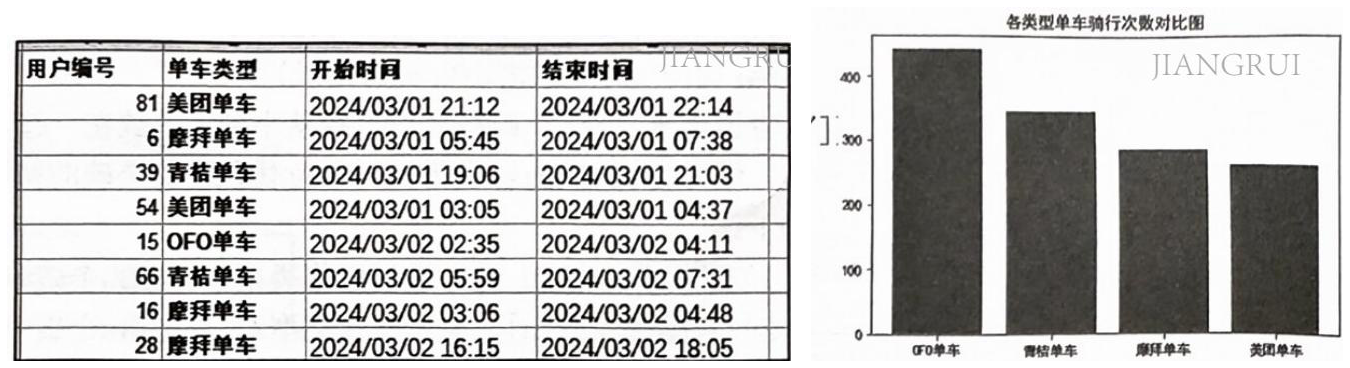 用户编号 单车类型 开始时间 结束时间
JIANGRU
81 美团单车 2024/03/01 21:12 2024/03/01 22:14
6 摩拜单车 2024/03/01 05:45 2024/03/01 07:38
39 青桔单车 2024/03/01 19:06 2024/03/01 21:03
54 美团单车 2024/03/01 03:05 2024/03/01 04:37
15 OFO单车 2024/03/02 02:35 2024/03/02 04:11
66 青桔单车 2024/03/02 05:59 2024/03/02 07:31
16 摩拜单车 2024/03/02 03:06 2024/03/02 04:48
28 摩拜单车 2024/03/02 16:15 2024/03/02 18:05
各类型单车骑行次数对比图
JIANGRUI
400
300
200
100
0
OFO单车 青桔单车 摩拜单车 美团单车